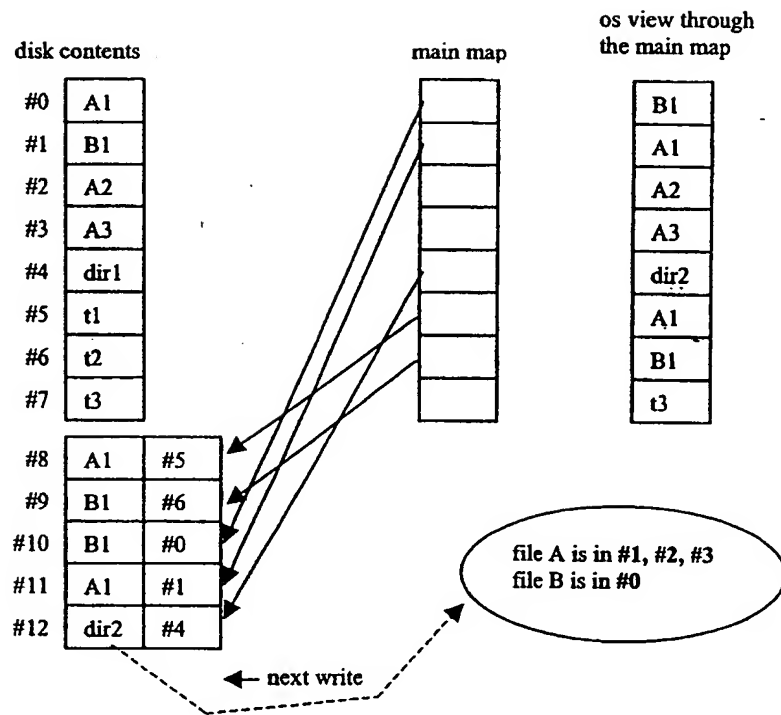 os view through
the main map
disk contents
main map
#0 A1
#1 B1
#2 A2
#3 A3
#4 dir1
#5 t1
#6 t2
#7 t3
#8 A1 #5
#9 B1 #6
#10 B1 #0
#11 A1 #1
#12 dir2 #4
B1
A1
A2
A3
dir2
A1
B1
t3
file A is in #1, #2, #3
file B is in #0
next write